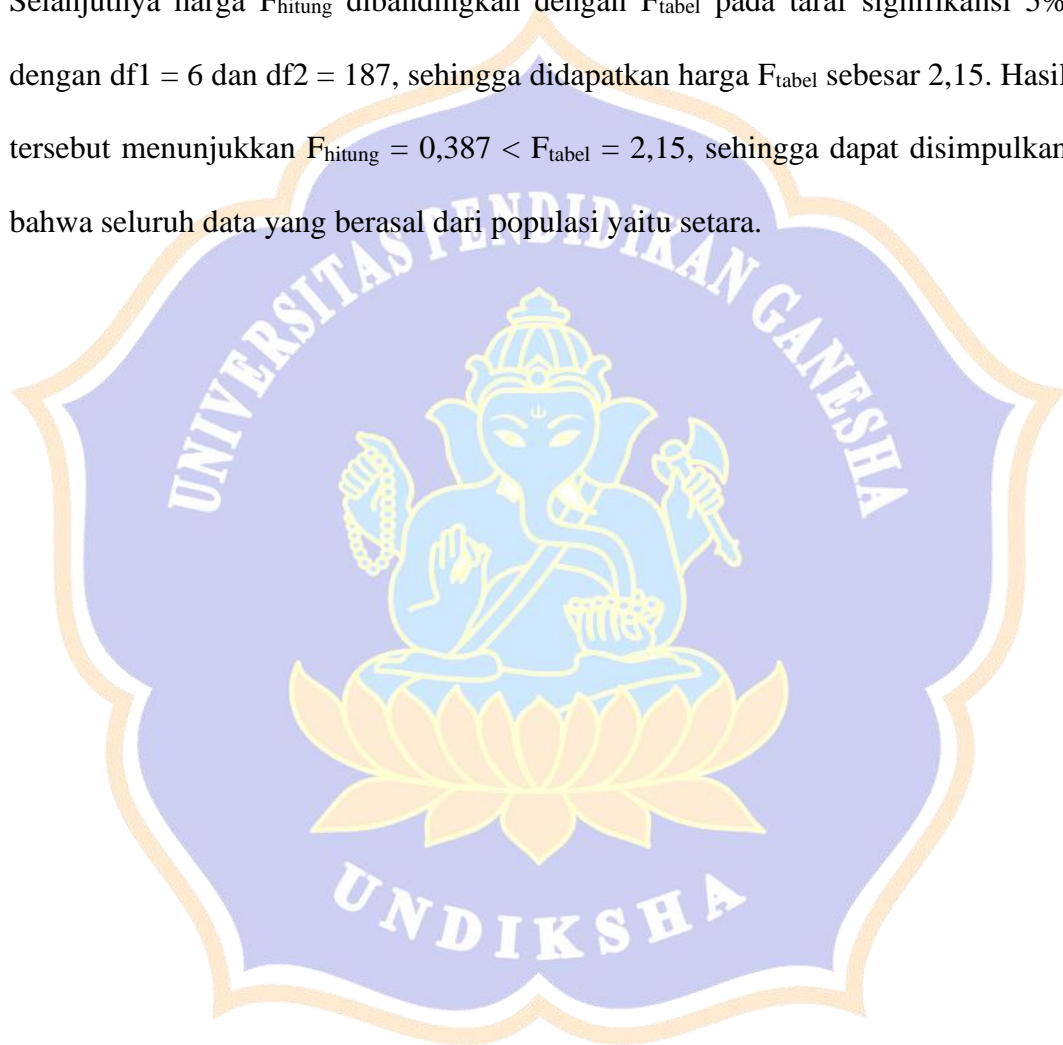 Selanjutnya harga Fhitung dibandingkan dengan Ftabel pada taraf signifikansi 5%
dengan df1 = 6 dan df2 = 187, sehingga didapatkan harga Ftabel sebesar 2,15. Hasil
tersebut menunjukkan Fhitung = 0,387 < Ftabel = 2,15, sehingga dapat disimpulkan
bahwa seluruh data yang berasal dari populasi yaitu setara.
UNIVERSITAS PENDIDIKAN GANESHA
UNDIKSHA